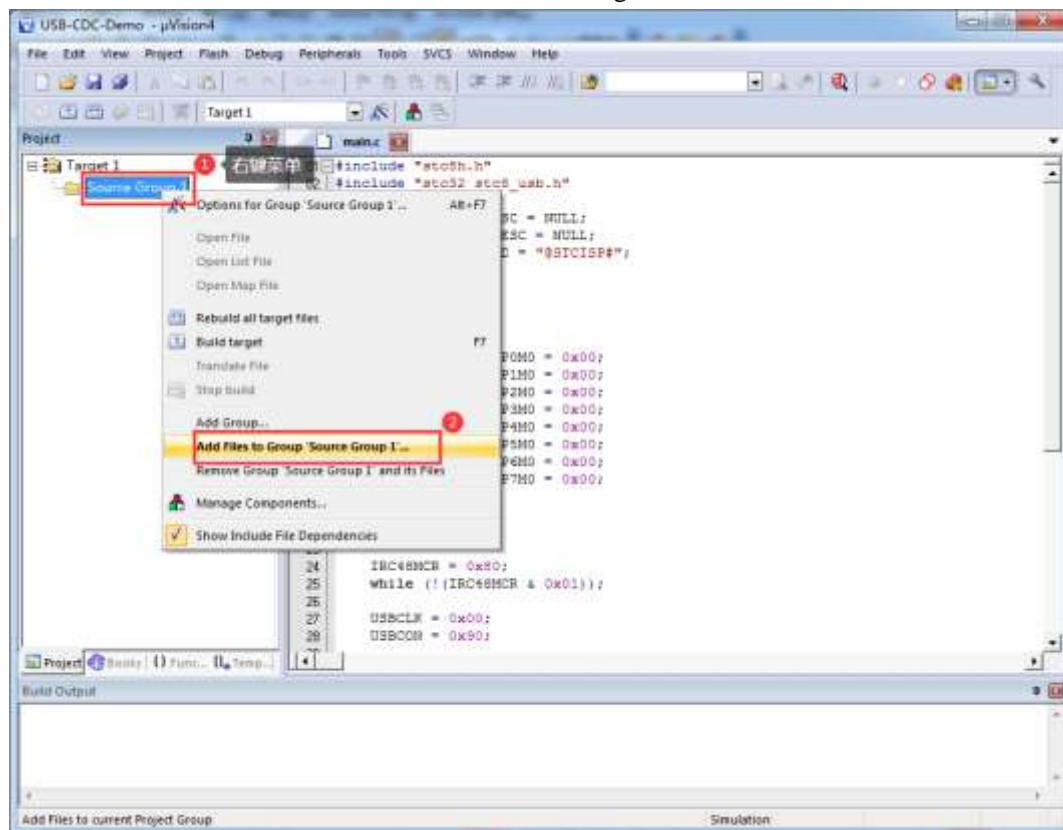 USB-CDC-Demo - µVision4
File Edit View Project Flash Debug Peripherals Tools SVCS Window Help
Target 1
Project
main.c
Target 1
Source Group 1
1 右键菜单
#include "stc8h.h"
02 #include "stc32_stc8_usb.h"
Options for Group 'Source Group 1'... Alt+F7
SC = NULL;
ESC = NULL;
Open File
D = "@STCISP#";
Open List File
Open Map File
Rebuild all target files
Build target F7
P0M0 = 0x00;
Translate File
P1M0 = 0x00;
Stop build
P2M0 = 0x00;
P3M0 = 0x00;
Add Group...
2
P4M0 = 0x00;
Add Files to Group 'Source Group 1'...
P5M0 = 0x00;
P6M0 = 0x00;
Remove Group 'Source Group 1' and its Files
P7M0 = 0x00;
Manage Components...
Show Include File Dependencies
24 IRC48MCR = 0x80;
25 while (!(IRC48MCR & 0x01));
26
27 USBCLK = 0x00;
28 USBCON = 0x90;
Project Books {} Func... Temp...
Build Output
Add Files to current Project Group
Simulation